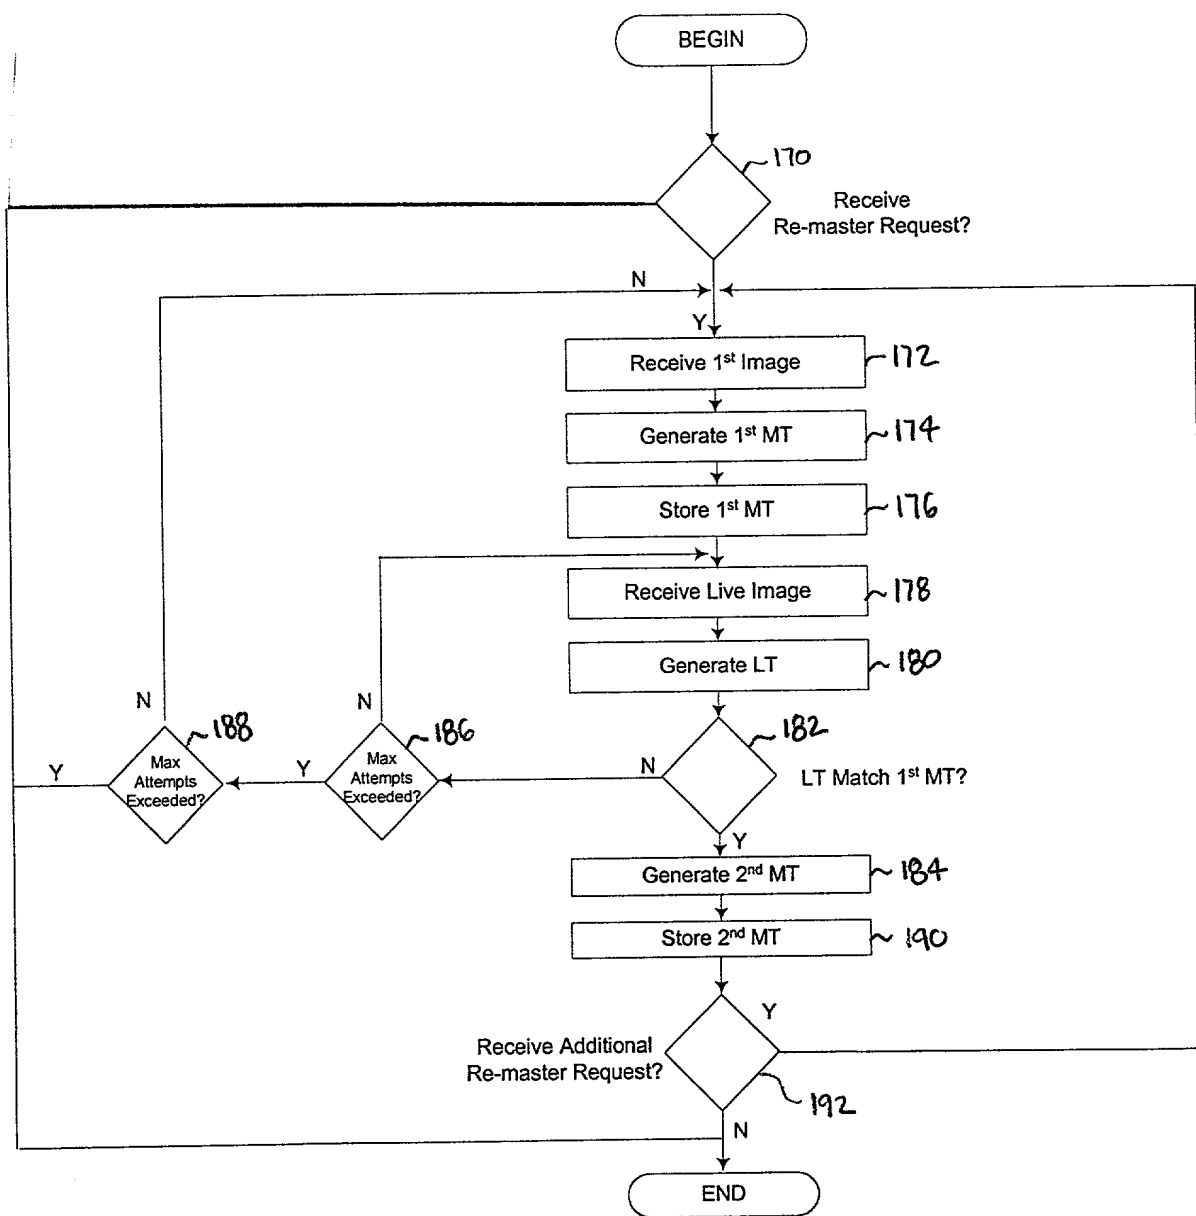 BEGIN
170
Receive
Re-master Request?
N
Y
Receive 1st Image
172
Generate 1st MT
174
Store 1st MT
176
Receive Live Image
178
Generate LT
180
N
N
188
186
182
Max
Attempts
Exceeded?
Y
Max
Attempts
Exceeded?
Y
N
LT Match 1st MT?
Y
Generate 2nd MT
184
Store 2nd MT
190
Y
Receive Additional
Re-master Request?
192
N
END